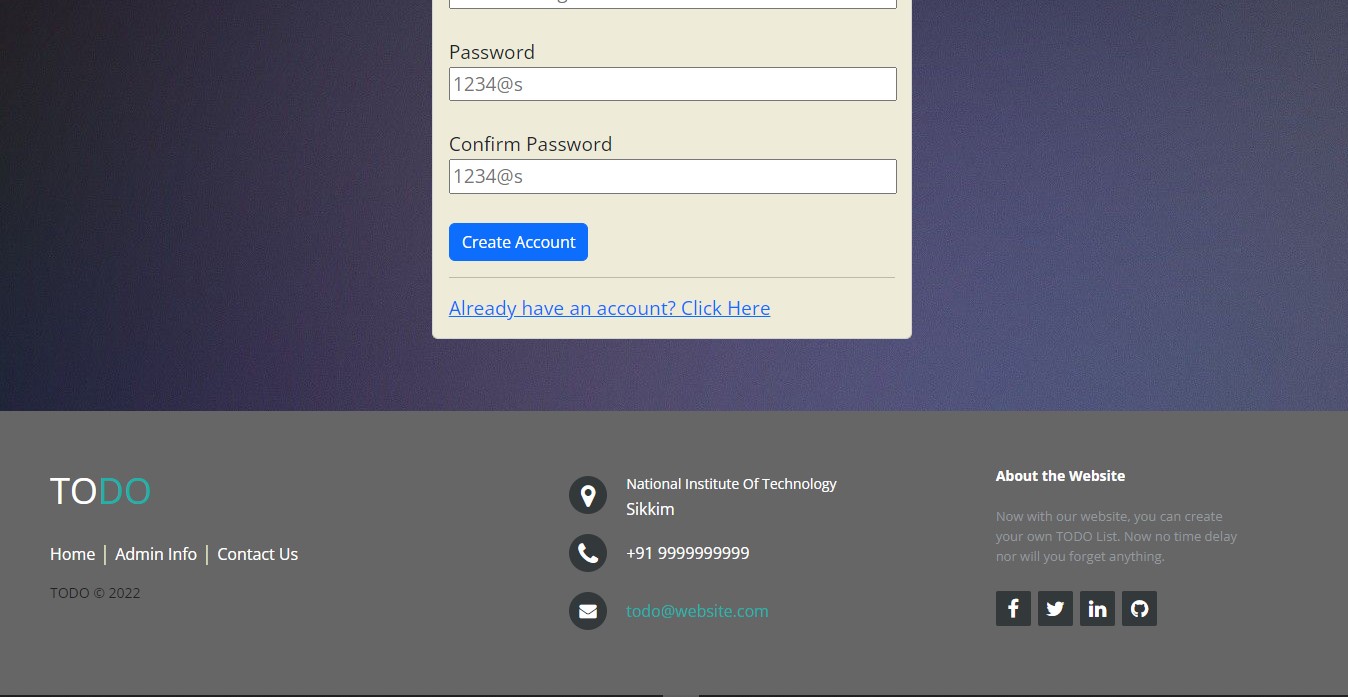 Password
1234@s
Confirm Password
1234@s
Create Account
Already have an account? Click Here
TODO
Home | Admin Info | Contact Us
TODO © 2022
National Institute Of Technology
Sikkim
+91 9999999999
todo@website.com
About the Website
Now with our website, you can create
your own TODO List. Now no time delay
nor will you forget anything.